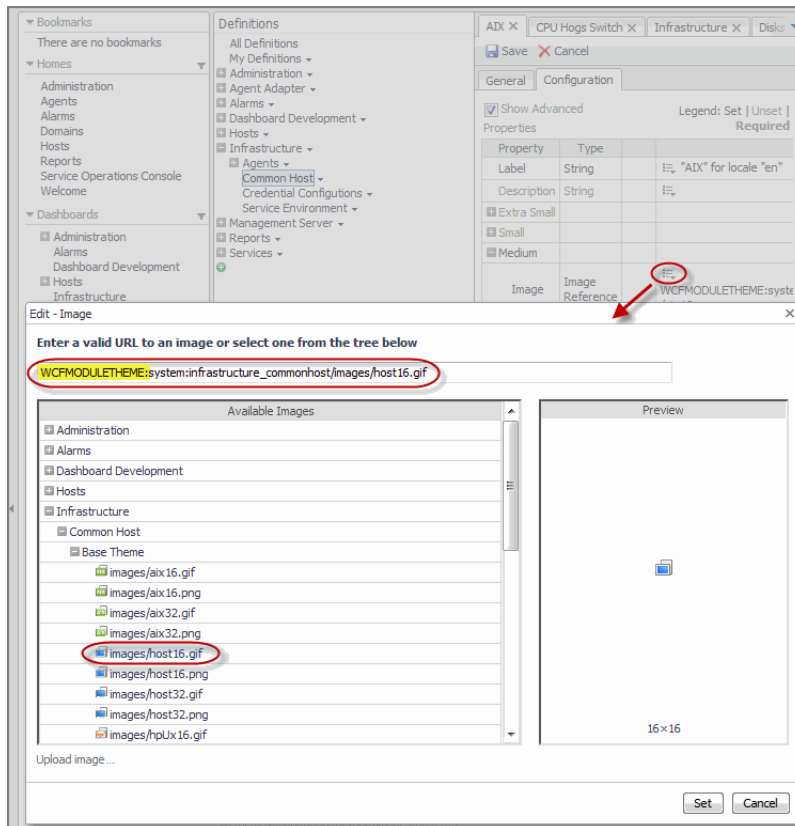 Bookmarks
There are no bookmarks
Homes
Administration
Agents
Alarms
Domains
Hosts
Reports
Service Operations Console
Welcome
Dashboards
Administration
Alarms
Dashboard Development
Hosts
Infrastructure
Definitions
All Definitions
My Definitions
Administration
Agent Adapter
Alarms
Dashboard Development
Hosts
Infrastructure
Agents
Common Host
Credential Configutions
Service Environment
Management Server
Reports
Services
AIX CPU Hogs Switch Infrastructure Disks
Save Cancel
General Configuration
Show Advanced Properties
Legend: Set | Unset |
Required
Property Type
Label String "AIX" for locale "en"
Description String
Extra Small
Small
Medium
Image Image Reference WCFMODULETHEME:syste
Edit - Image
Enter a valid URL to an image or select one from the tree below
WCFMODULETHEME:system:infrastructure_commonhost/images/host16.gif
Available Images
Administration
Alarms
Dashboard Development
Hosts
Infrastructure
Common Host
Base Theme
images/aix16.gif
images/aix16.png
images/aix32.gif
images/aix32.png
images/host16.gif
images/host16.png
images/host32.gif
images/host32.png
images/hpUx16.gif
Preview
16×16
Upload image...
Set Cancel